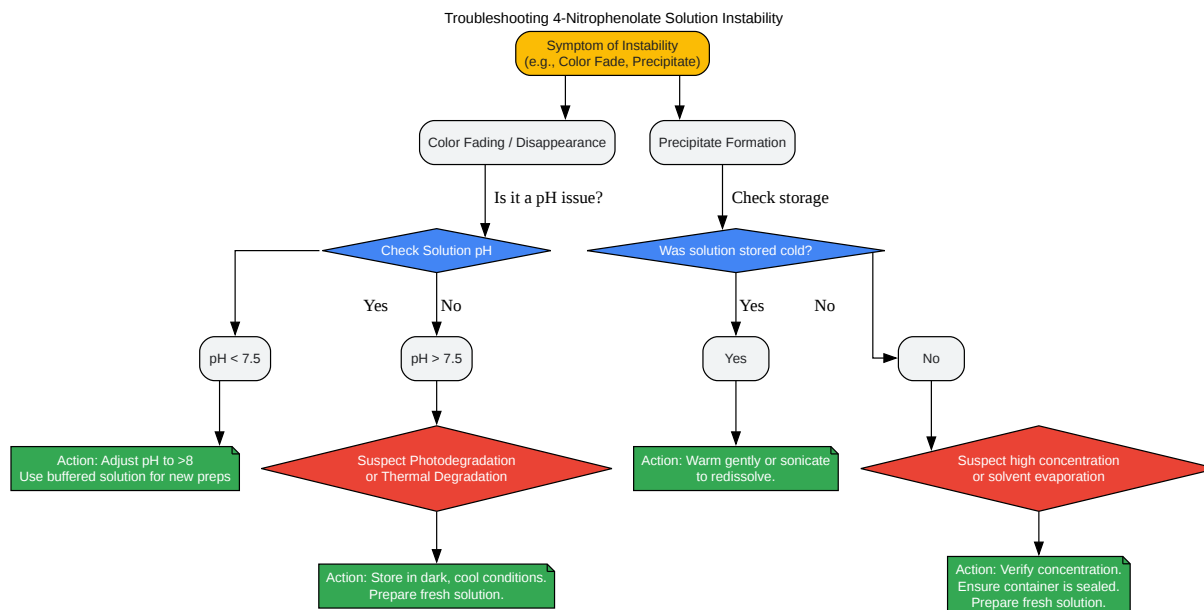 Troubleshooting 4-Nitrophenolate Solution Instability
Symptom of Instability
(e.g., Color Fade, Precipitate)
Color Fading / Disappearance
Precipitate Formation
Is it a pH issue?
Check storage
Check Solution pH
Was solution stored cold?
Yes
No
Yes
No
pH < 7.5
pH > 7.5
Yes
No
Action: Adjust pH to >8
Use buffered solution for new preps
Suspect Photodegradation
or Thermal Degradation
Action: Warm gently or sonicate
to redissolve.
Suspect high concentration
or solvent evaporation
Action: Store in dark, cool conditions.
Prepare fresh solution.
Action: Verify concentration.
Ensure container is sealed.
Prepare fresh solution.